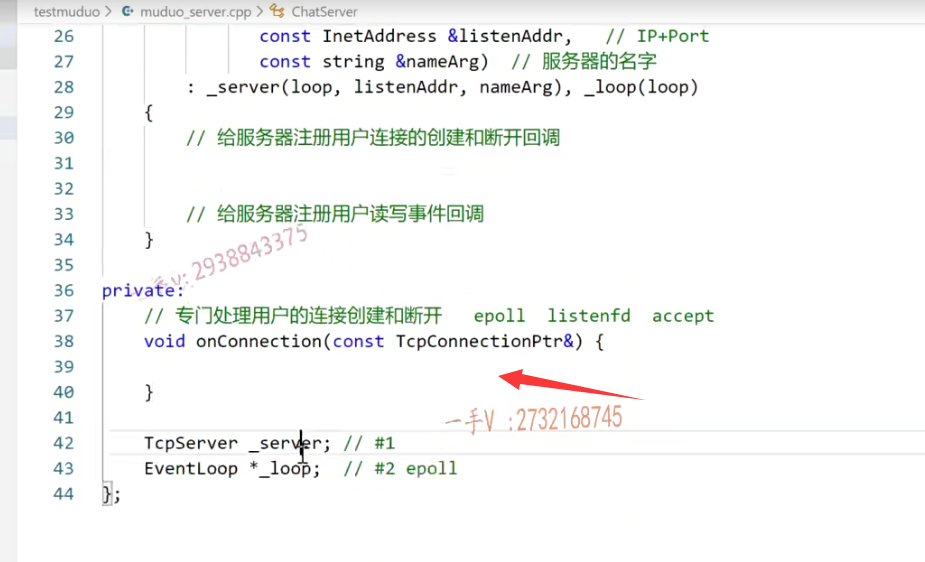 testmuduo > muduo_server.cpp > ChatServer
26 const InetAddress &listenAddr, // IP+Port
27 const string &nameArg) // 服务器的名字
28 : _server(loop, listenAddr, nameArg), _loop(loop)
29 {
30 // 给服务器注册用户连接的创建和断开回调
31
32
33 // 给服务器注册用户读写事件回调
34 }
35
2938843375
36 private:
37 // 专门处理用户的连接创建和断开 epoll listenfd accept
38 void onConnection(const TcpConnectionPtr&) {
39
40 }
一手V :2732168745
41
42 TcpServer _server; // #1
43 EventLoop *_loop; // #2 epoll
44 };